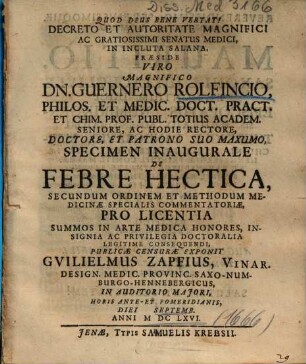 Diss. Med 3166
QUOD DEUS BENE VERTAT!
DECRETO ET AUTORITATE MAGNIFICI
AC GRATIOSISSIMI SENATUS MEDICI,
IN INCLUTA SALANA,
PRÆSIDE
VIRO
MAGNIFICO
DN. GUERNERO ROLFINCIO,
PHILOS. ET MEDIC. DOCT. PRACT.
ET CHIM. PROF. PUBL. TOTIUS ACADEM.
SENIORE, AC HODIE RECTORE,
DOCTORE, ET PATRONO SUO MAXUMO,
SPECIMEN INAUGURALE
DE
FEBRE HECTICA,
SECUNDUM ORDINEM ET METHODUM ME-
DICINÆ SPECIALIS COMMENTATORIÆ,
PRO LICENTIA
SUMMOS IN ARTE MEDICA HONORES, IN-
SIGNIA AC PRIVILEGIA DOCTORALIA
LEGITIME CONSEQUENDI,
PUBLICÆ CENSURÆ EXPONIT
GVILIELMUS ZAPFIUS, VINAR.
DESIGN. MEDIC. PROVINC. SAXO-NUM-
BURGO-HENNEBERGICUS,
IN AUDITORIO MAJORI,
HORIS ANTE-ET POMERIDIANIS,
DIEI SEPTEMB.
ANNI M DC LXVI.
(1666)
JENÆ, TYPIS SAMUELIS KREBSII.